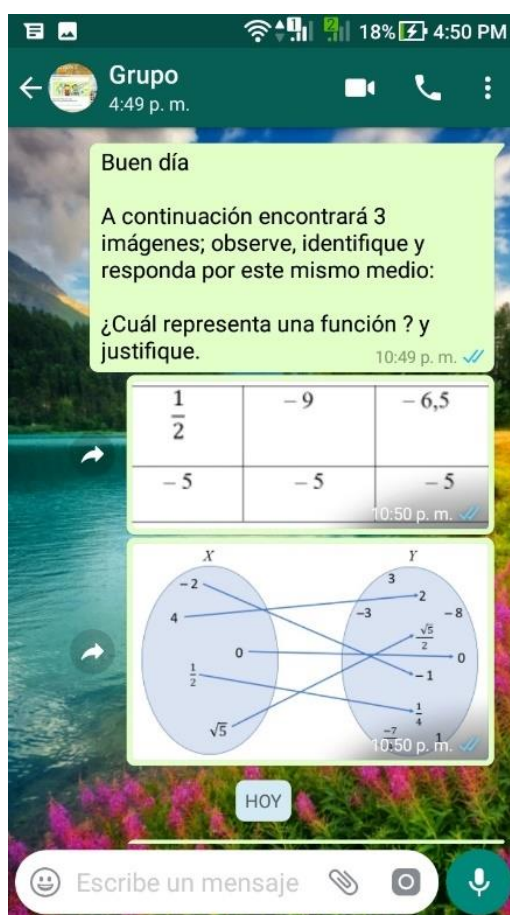 18% 4:50 PM
Grupo
4:49 p. m.
Buen día
A continuación encontrará 3
imágenes; observe, identifique y
responda por este mismo medio:
¿Cuál representa una función ? y
justifique.
10:49 p. m.
1/2 − 9 − 6,5
− 5 − 5 − 5
10:50 p. m.
X Y
−2
4
0
1/2
√5
3
2
−3
−8
√5/2
0
−1
1/4
−7
1
10:50 p. m.
HOY
Escribe un mensaje